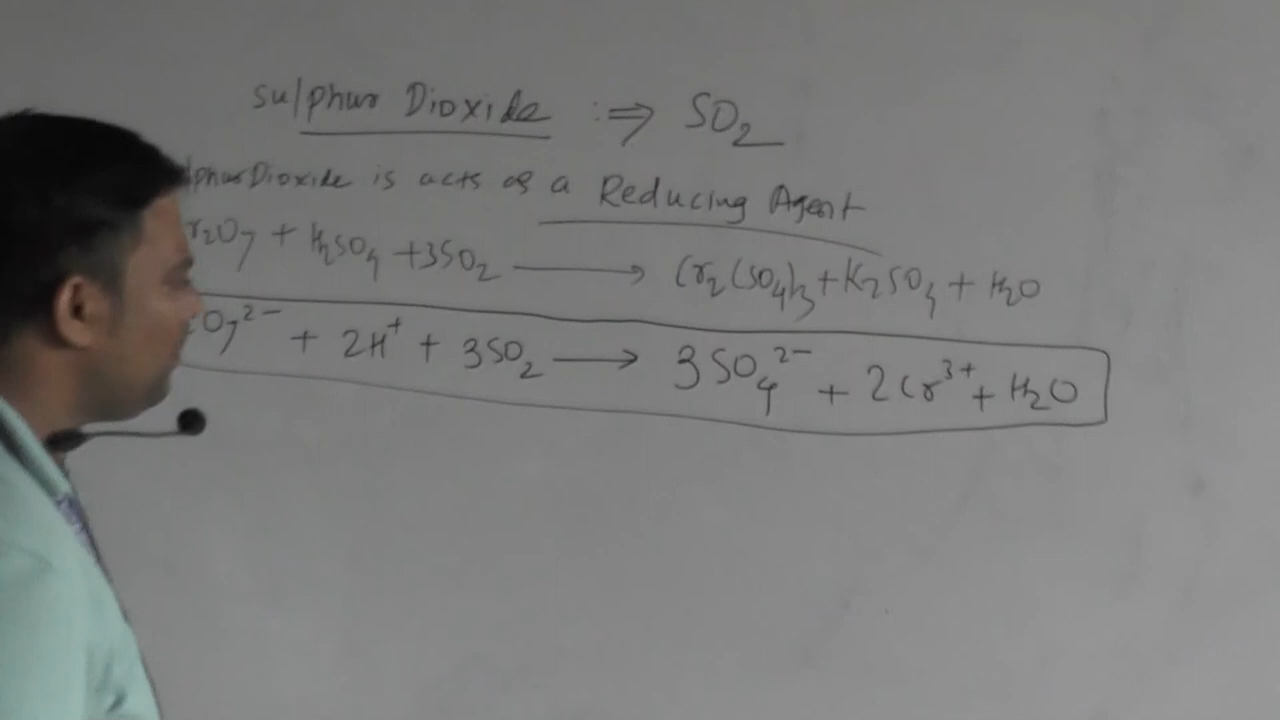 sulphur Dioxide :⇒ SO₂
lphur Dioxide is acts as a Reducing Agent
r₂O₇ + H₂SO₄ + 3SO₂ ⟶ Cr₂(SO₄)₃ + K₂SO₄ + H₂O
O₇²⁻ + 2H⁺ + 3SO₂ ⟶ 3SO₄²⁻ + 2Cr³⁺ + H₂O